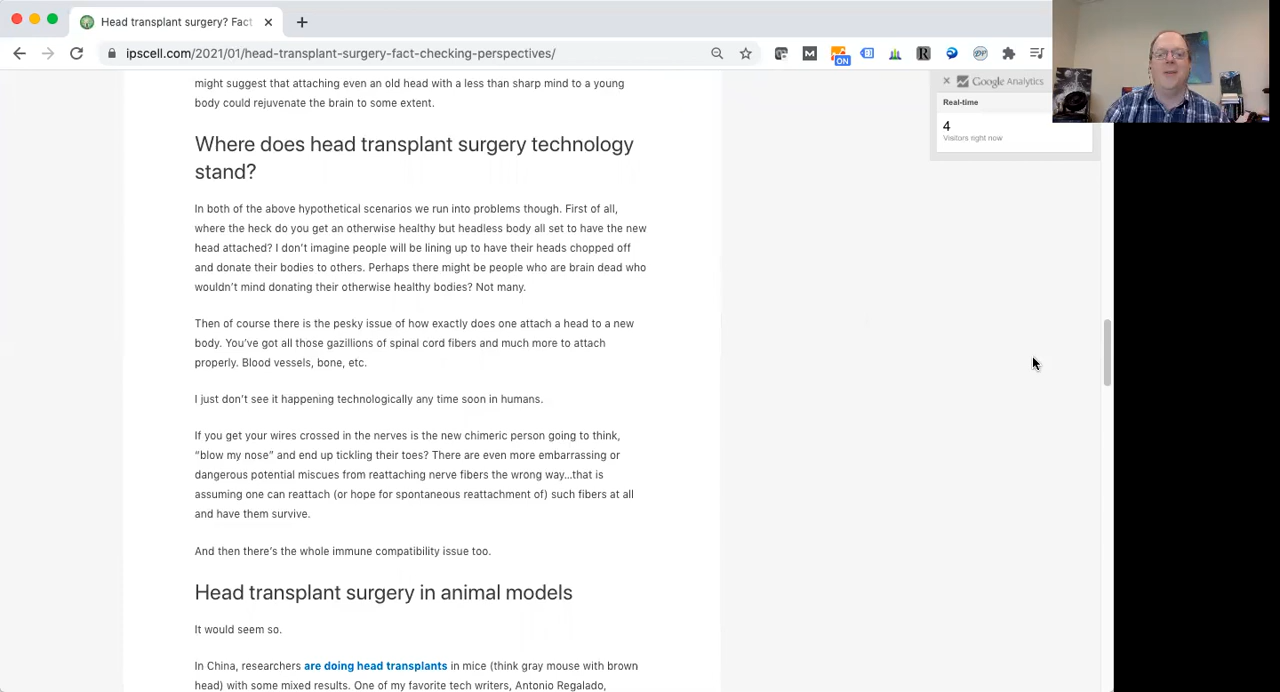 Head transplant surgery? Fact
ipscell.com/2021/01/head-transplant-surgery-fact-checking-perspectives/
ON
Google Analytics
Real-time
4
Visitors right now
might suggest that attaching even an old head with a less than sharp mind to a young
body could rejuvenate the brain to some extent.
Where does head transplant surgery technology
stand?
In both of the above hypothetical scenarios we run into problems though. First of all,
where the heck do you get an otherwise healthy but headless body all set to have the new
head attached? I don't imagine people will be lining up to have their heads chopped off
and donate their bodies to others. Perhaps there might be people who are brain dead who
wouldn't mind donating their otherwise healthy bodies? Not many.
Then of course there is the pesky issue of how exactly does one attach a head to a new
body. You've got all those gazillions of spinal cord fibers and much more to attach
properly. Blood vessels, bone, etc.
I just don't see it happening technologically any time soon in humans.
If you get your wires crossed in the nerves is the new chimeric person going to think,
"blow my nose" and end up tickling their toes? There are even more embarrassing or
dangerous potential miscues from reattaching nerve fibers the wrong way…that is
assuming one can reattach (or hope for spontaneous reattachment of) such fibers at all
and have them survive.
And then there's the whole immune compatibility issue too.
Head transplant surgery in animal models
It would seem so.
In China, researchers are doing head transplants in mice (think gray mouse with brown
head) with some mixed results. One of my favorite tech writers, Antonio Regalado,